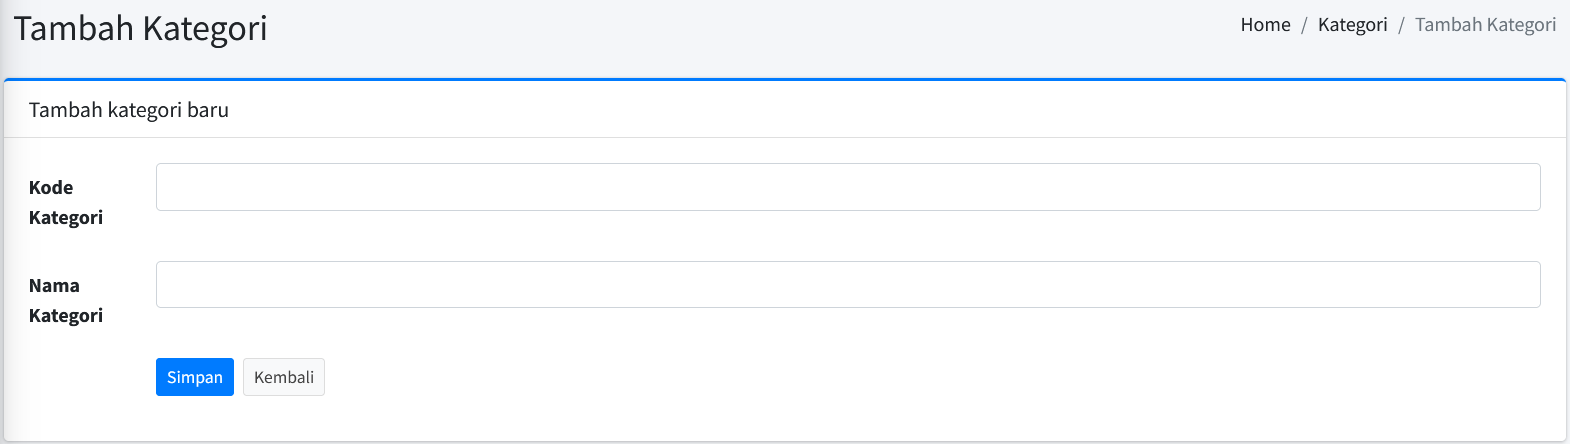 Tambah Kategori
Home / Kategori / Tambah Kategori
Tambah kategori baru
Kode
Kategori
Nama
Kategori
Simpan
Kembali